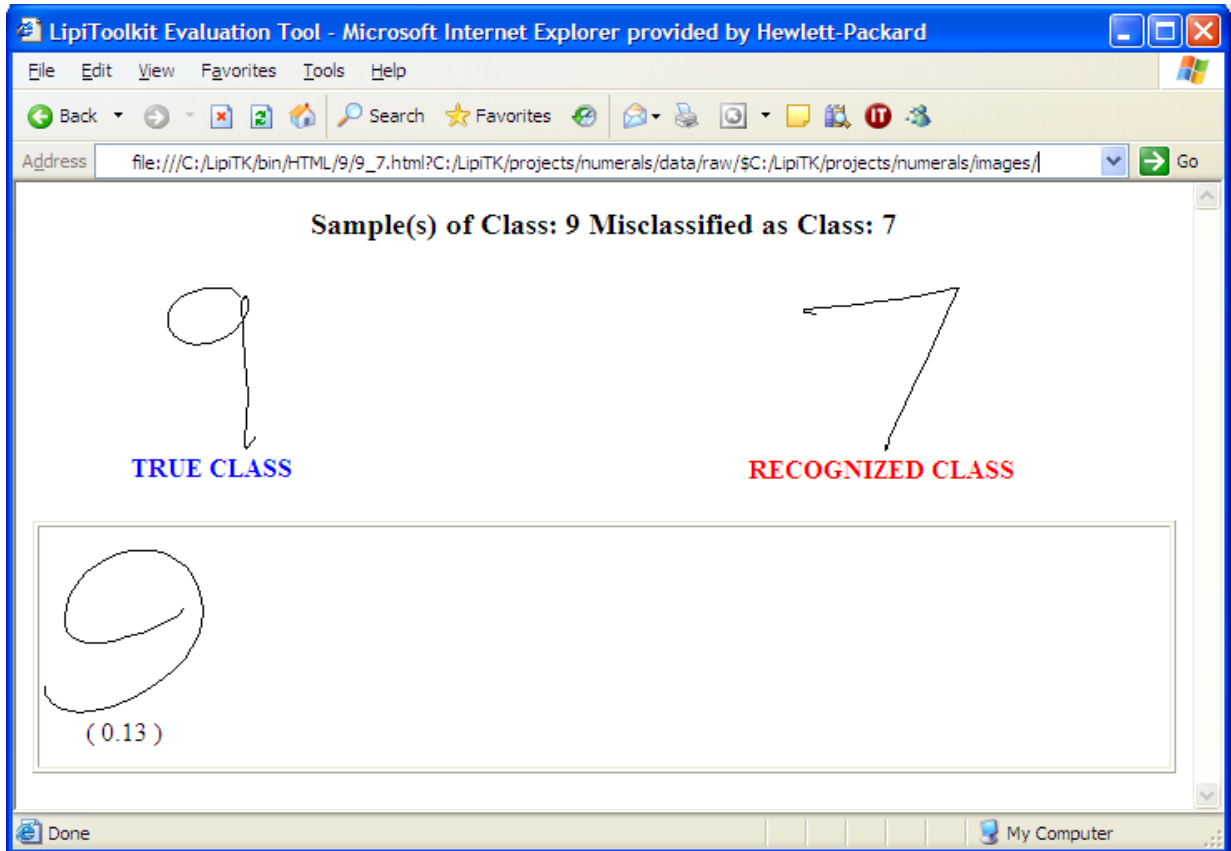 LipiToolkit Evaluation Tool - Microsoft Internet Explorer provided by Hewlett-Packard
File Edit View Favorites Tools Help
Back Search Favorites
Address file:///C:/LipiTK/bin/HTML/9/9_7.html?C:/LipiTK/projects/numerals/data/raw/$C:/LipiTK/projects/numerals/images/ Go
Sample(s) of Class: 9 Misclassified as Class: 7
9 7
TRUE CLASS RECOGNIZED CLASS
9
( 0.13 )
Done My Computer